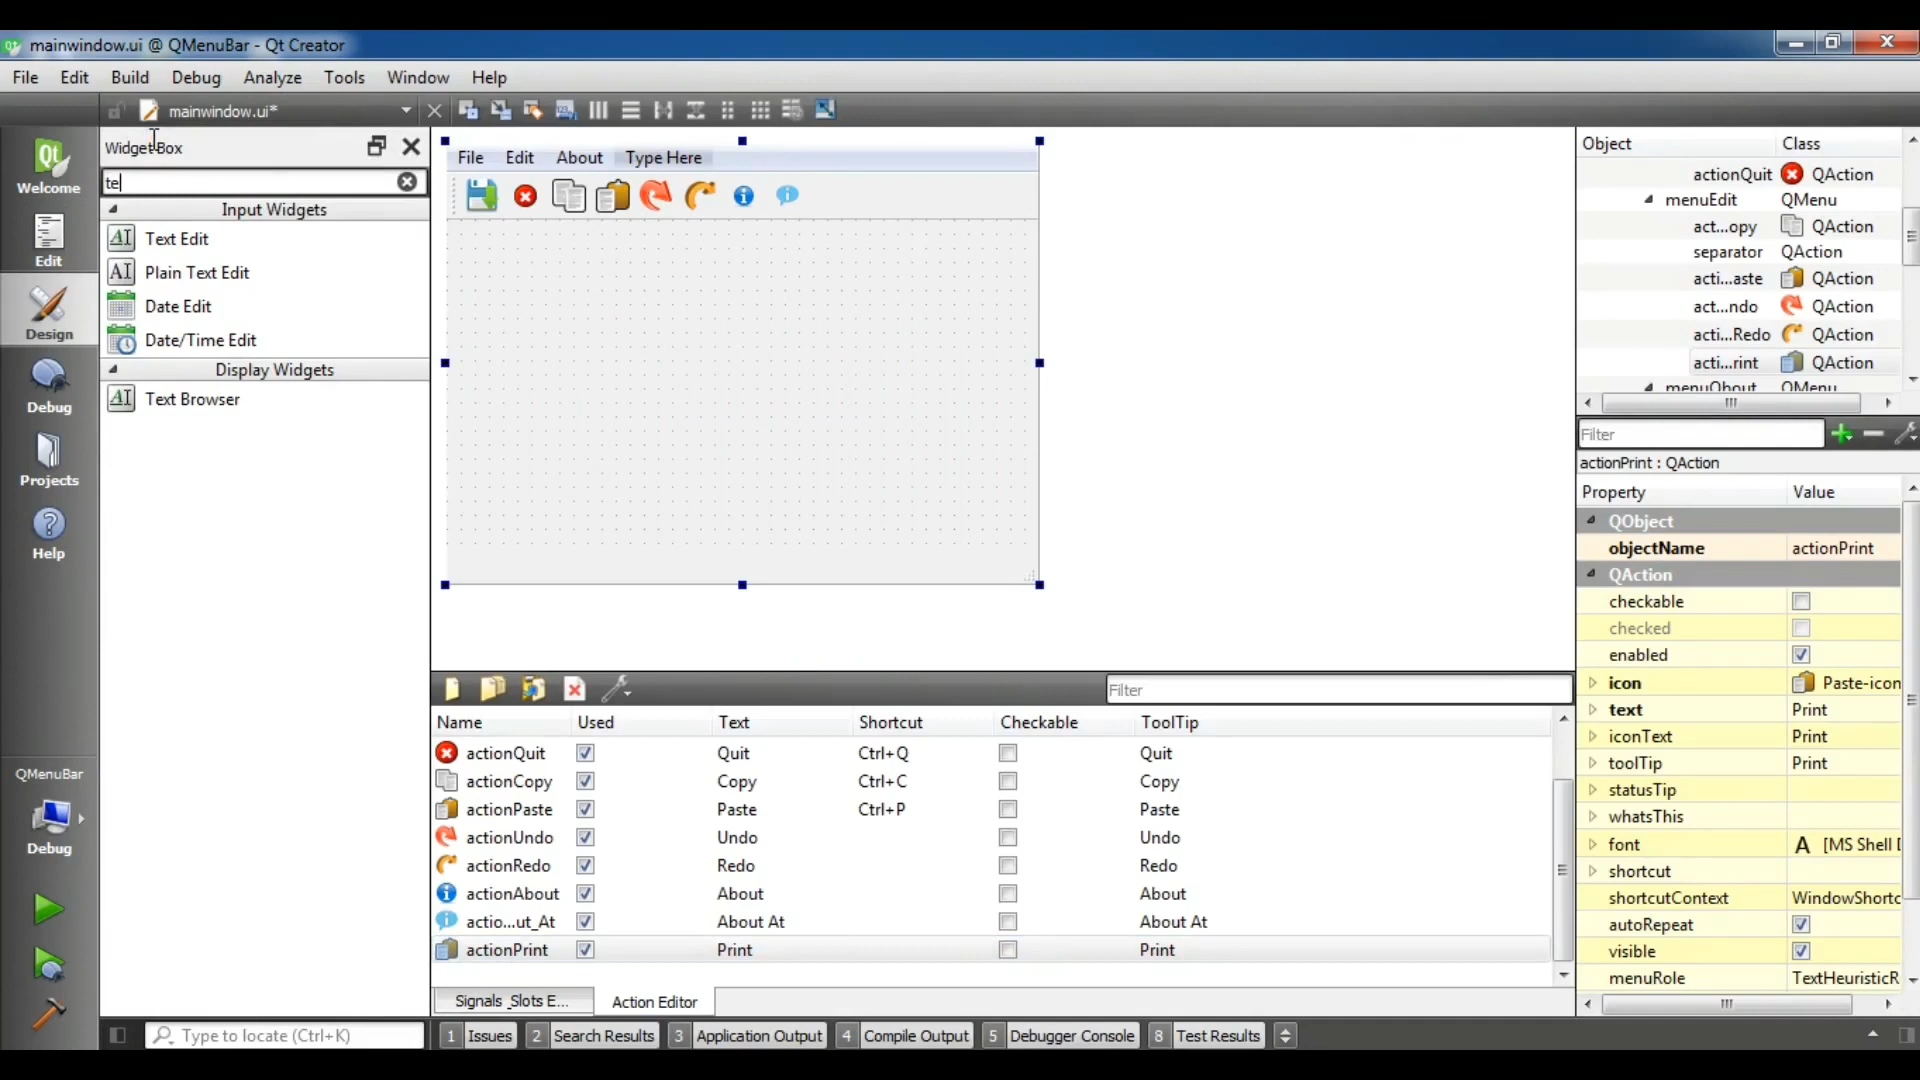 mainwindow.ui @ QMenuBar - Qt Creator
File Edit Build Debug Analyze Tools Window Help
mainwindow.ui*
Widget Box
te
Input Widgets
Text Edit
Plain Text Edit
Date Edit
Date/Time Edit
Display Widgets
Text Browser
Welcome
Edit
Design
Debug
Projects
Help
QMenuBar
Debug
File Edit About Type Here
Object Class
actionQuit QAction
menuEdit QMenu
act...opy QAction
separator QAction
acti...aste QAction
act...ndo QAction
acti...Redo QAction
acti...rint QAction
QMenu
Filter
actionPrint : QAction
Property Value
QObject
objectName actionPrint
QAction
checkable
checked
enabled
icon Paste-icon
text Print
iconText Print
toolTip Print
statusTip
whatsThis
font A [MS Shell D
shortcut
shortcutContext WindowShortc
autoRepeat
visible
menuRole TextHeuristicR
Filter
Name Used Text Shortcut Checkable ToolTip
actionQuit Quit Ctrl+Q Quit
actionCopy Copy Ctrl+C Copy
actionPaste Paste Ctrl+P Paste
actionUndo Undo Undo
actionRedo Redo Redo
actionAbout About About
actio...ut_At About At About At
actionPrint Print Print
Signals _Slots E... Action Editor
Type to locate (Ctrl+K)
1 Issues 2 Search Results 3 Application Output 4 Compile Output 5 Debugger Console 8 Test Results